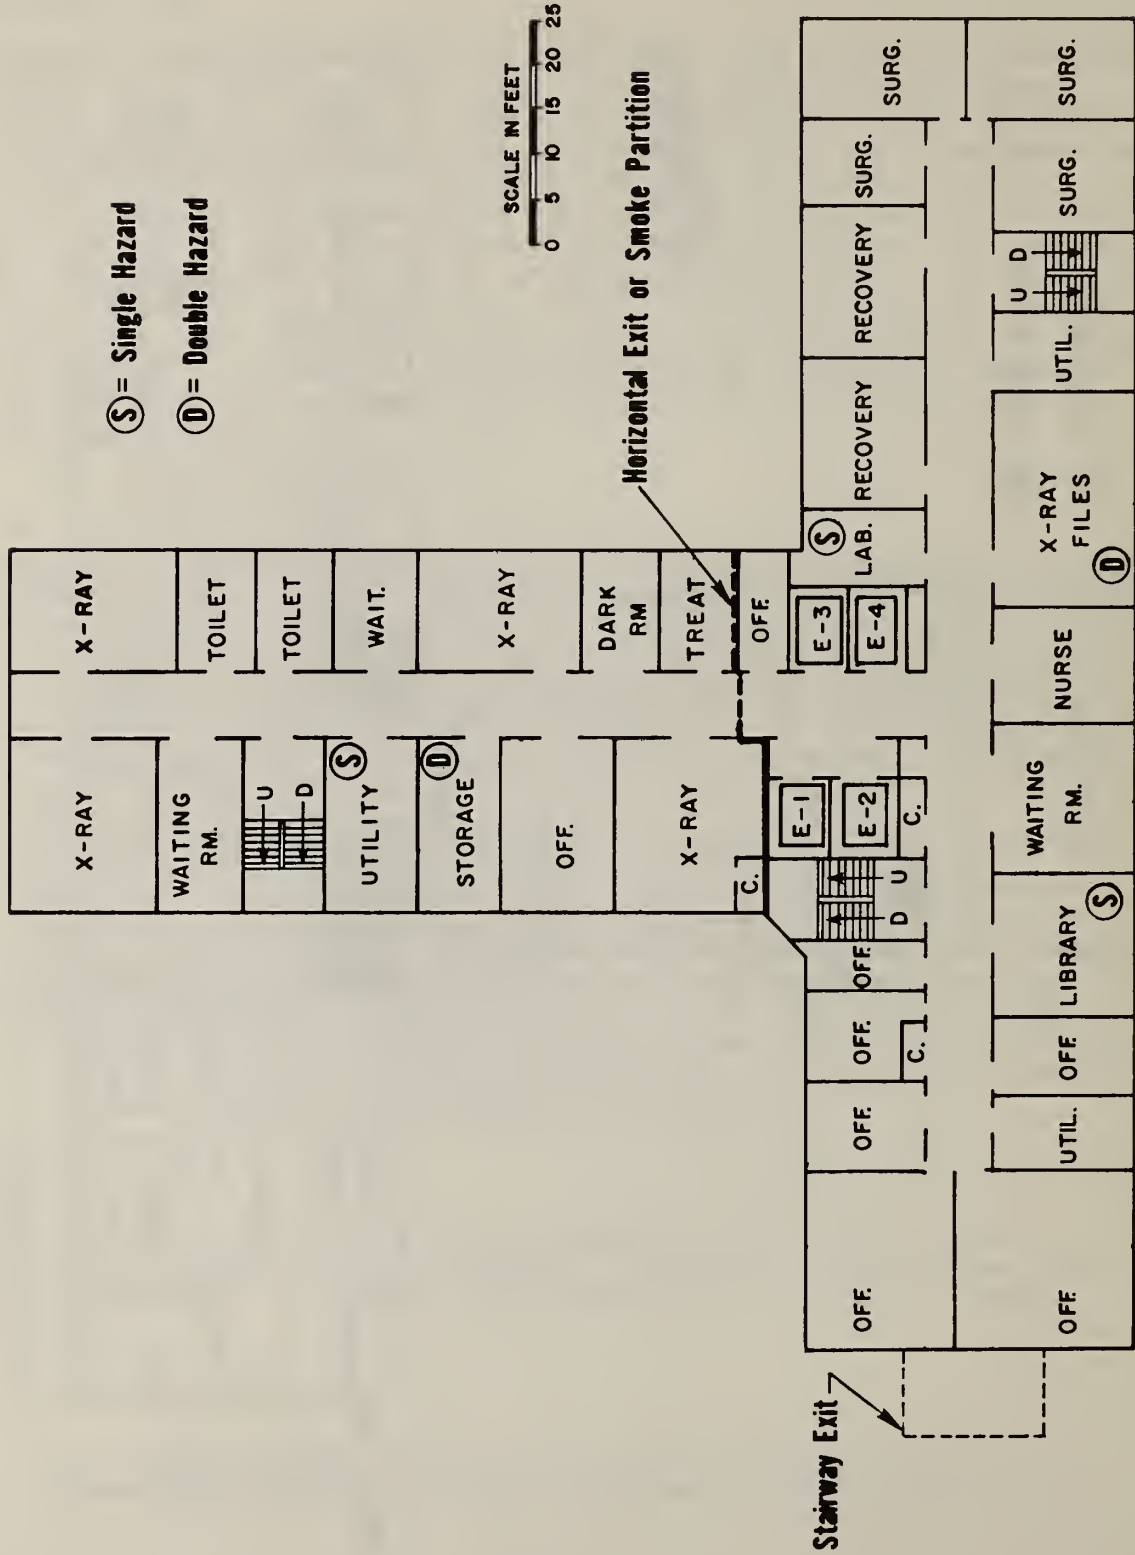 Ⓢ = Single Hazard
Ⓓ = Double Hazard
SCALE IN FEET
0 5 10 15 20 25
Horizontal Exit or Smoke Partition
Stairway Exit
X-RAY
TOILET
TOILET
WAIT.
X-RAY
DARK
RM
TREAT
OFF.
X-RAY
WAITING
RM.
U
D
UTILITY
S
STORAGE
D
OFF.
X-RAY
C.
E-1
E-2
C.
E-3
E-4
LAB.
S
RECOVERY
RECOVERY
SURG.
SURG.
D
U
OFF.
OFF.
C.
OFF.
OFF.
OFF.
UTIL.
OFF.
LIBRARY
S
WAITING
RM.
NURSE
X-RAY
FILES
D
UTIL.
U
D
SURG.
SURG.